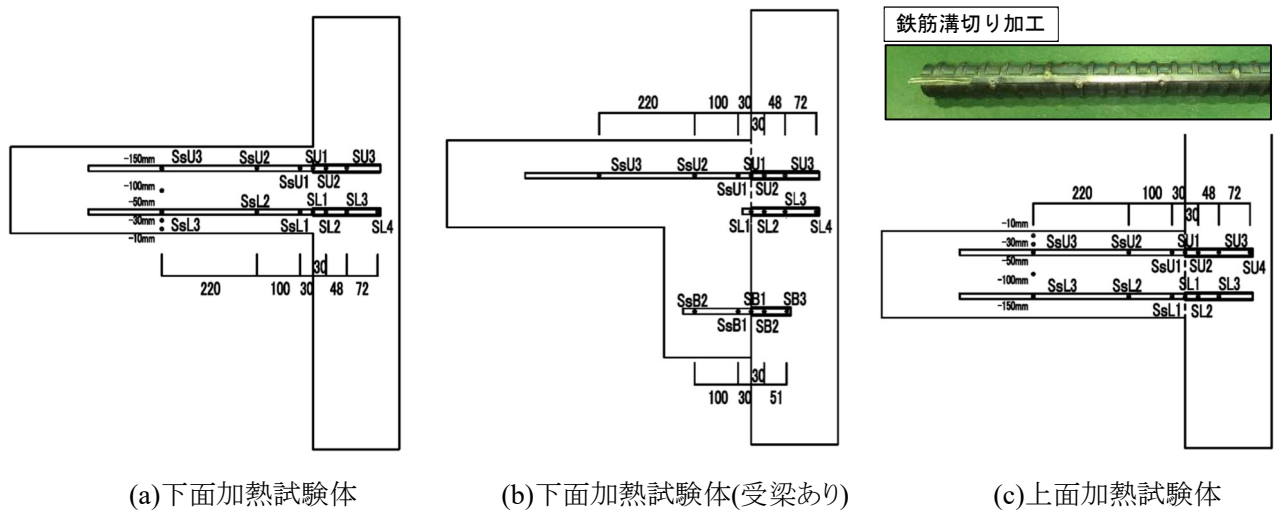 鉄筋溝切り加工
-150mm
SsU3
SsU2
SU1
SU3
-100mm
SsU1
SU2
-50mm
SsL2
SL1
SL3
-30mm
SsL3
SsL1
SL2
SL4
-10mm
30
220
100
30
48
72
220
100
30
48
72
30
SsU3
SsU2
SU1
SU3
SsU1
SU2
SL3
SL1
SL2
SL4
SsB2
SB1
SB3
SsB1
SB2
30
100
30
51
220
100
30
48
72
-10mm
30
-30mm
SsU3
SsU2
SU1
SU3
-50mm
SsU1
SU2
SU4
-100mm
SsL3
SsL2
SL1
SL3
-150mm
SsL1
SL2
(a)下面加熱試験体
(b)下面加熱試験体(受梁あり)
(c)上面加熱試験体